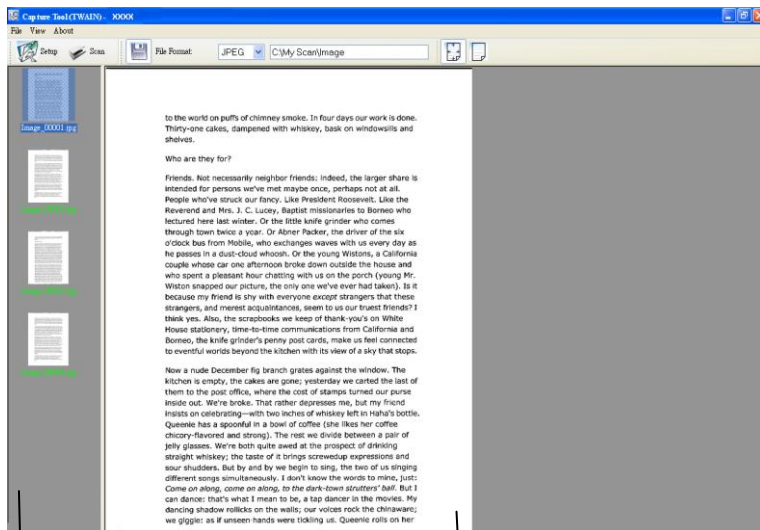 Capture Tool(TWAIN) - XXXX
File View About
Setup Scan File Format: JPEG C:\My Scan\Image
Image_00001.jpg
to the world on puffs of chimney smoke. In four days our work is done.
Thirty-one cakes, dampened with whiskey, bask on windowsills and
shelves.
Who are they for?
Friends. Not necessarily neighbor friends: indeed, the larger share is
intended for persons we've met maybe once, perhaps not at all.
People who've struck our fancy. Like President Roosevelt. Like the
Reverend and Mrs. J. C. Lucey, Baptist missionaries to Borneo who
lectured here last winter. Or the little knife grinder who comes
through town twice a year. Or Abner Packer, the driver of the six
o'clock bus from Mobile, who exchanges waves with us every day as
he passes in a dust-cloud whoosh. Or the young Wistons, a California
couple whose car one afternoon broke down outside the house and
who spent a pleasant hour chatting with us on the porch (young Mr.
Wiston snapped our picture, the only one we've ever had taken). Is it
because my friend is shy with everyone except strangers that these
strangers, and merest acquaintances, seem to us our truest friends? I
think yes. Also, the scrapbooks we keep of thank-you's on White
House stationery, time-to-time communications from California and
Borneo, the knife grinder's penny post cards, make us feel connected
to eventful worlds beyond the kitchen with its view of a sky that stops.
Now a nude December fig branch grates against the window. The
kitchen is empty, the cakes are gone; yesterday we carted the last of
them to the post office, where the cost of stamps turned our purse
inside out. We're broke. That rather depresses me, but my friend
insists on celebrating—with two inches of whiskey left in Haha's bottle.
Queenie has a spoonful in a bowl of coffee (she likes her coffee
chicory-flavored and strong). The rest we divide between a pair of
jelly glasses. We're both quite awed at the prospect of drinking
straight whiskey; the taste of it brings screwedup expressions and
sour shudders. But by and by we begin to sing, the two of us singing
different songs simultaneously. I don't know the words to mine, just:
Come on along, come on along, to the dark-town strutters' ball. But I
can dance: that's what I mean to be, a tap dancer in the movies. My
dancing shadow rollicks on the walls; our voices rock the chinaware;
we giggle: as if unseen hands were tickling us. Queenie rolls on her